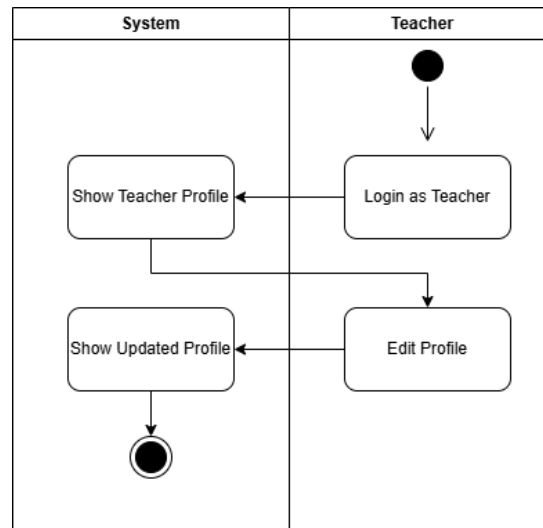 System
Teacher
Show Teacher Profile
Login as Teacher
Show Updated Profile
Edit Profile